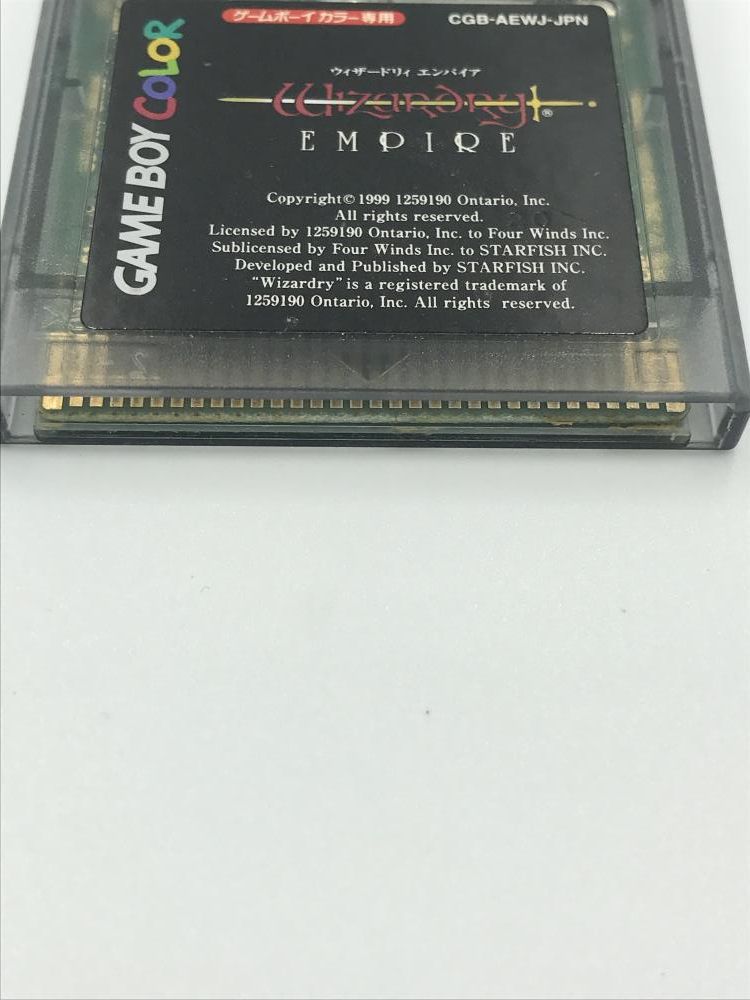 ゲームボーイカラー専用
CGB-AEWJ-JPN
ウィザードリィ エンパイア
Wizardry®
EMPIRE
GAME BOY COLOR
Copyright© 1999 1259190 Ontario, Inc.
All rights reserved.
Licensed by 1259190 Ontario, Inc. to Four Winds Inc.
Sublicensed by Four Winds Inc. to STARFISH INC.
Developed and Published by STARFISH INC.
“Wizardry” is a registered trademark of
1259190 Ontario, Inc. All rights reserved.